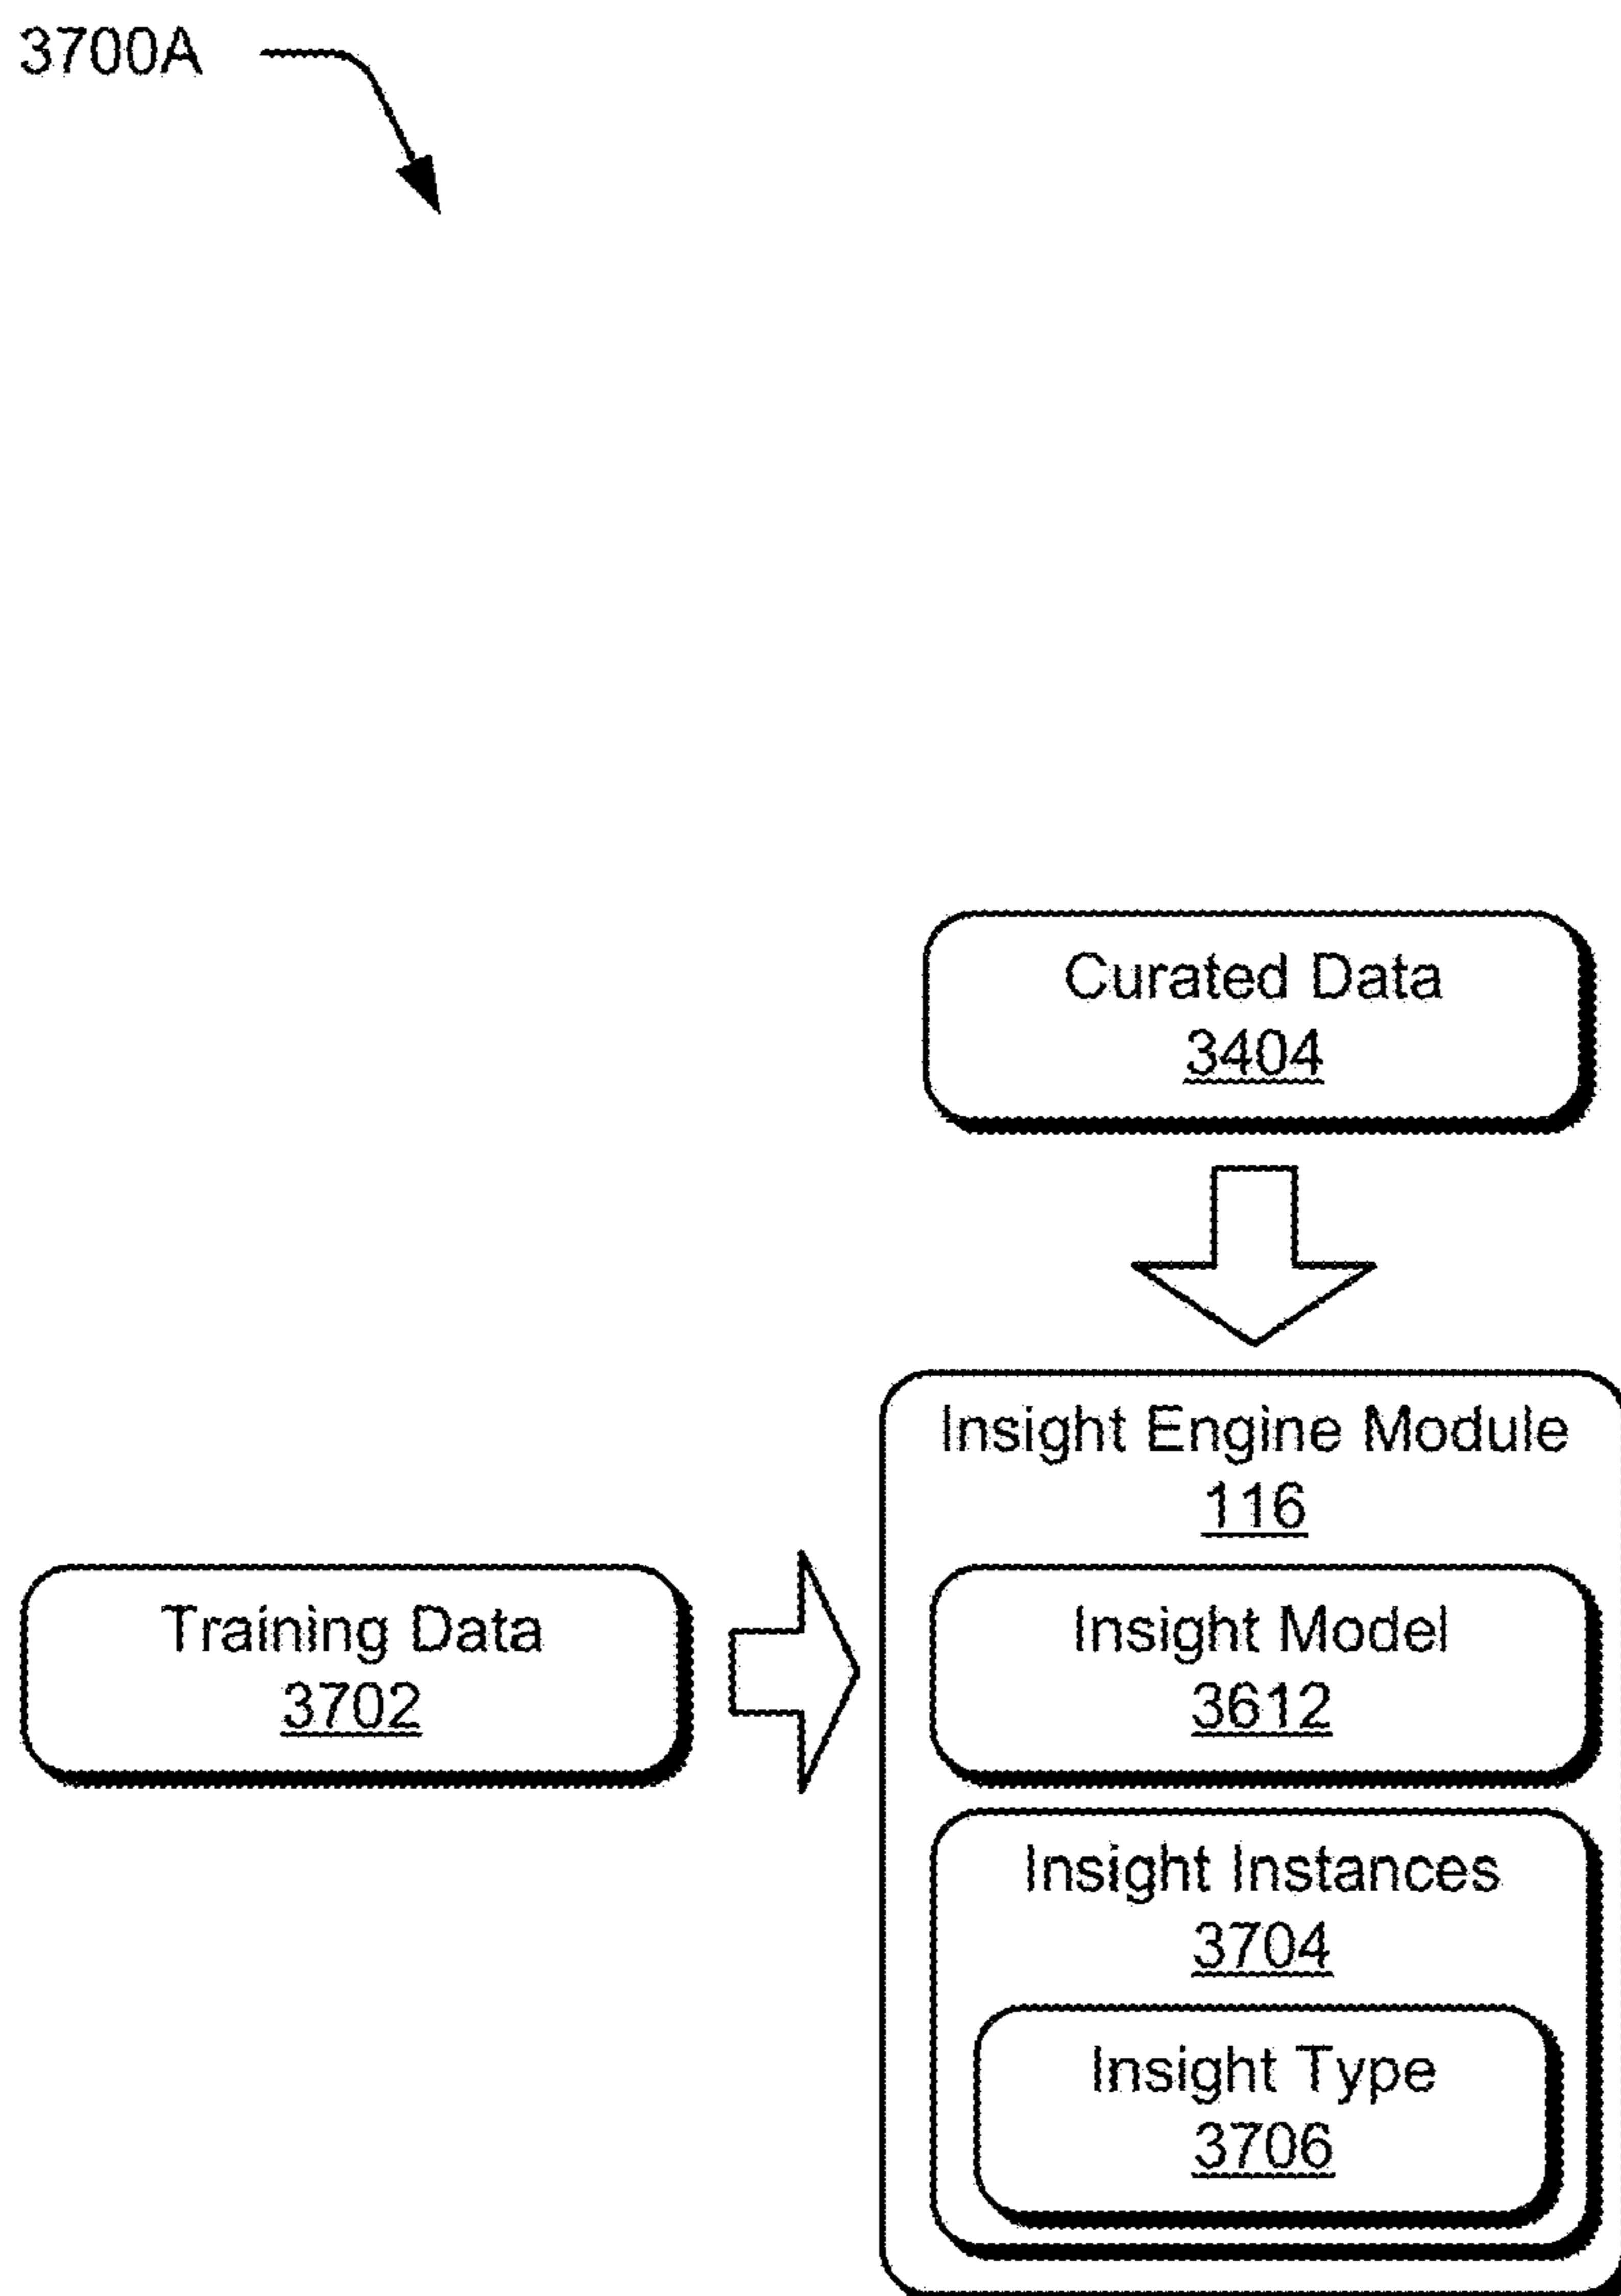 3700A
Curated Data
3404
Insight Engine Module
116
Training Data
3702
Insight Model
3612
Insight Instances
3704
Insight Type
3706